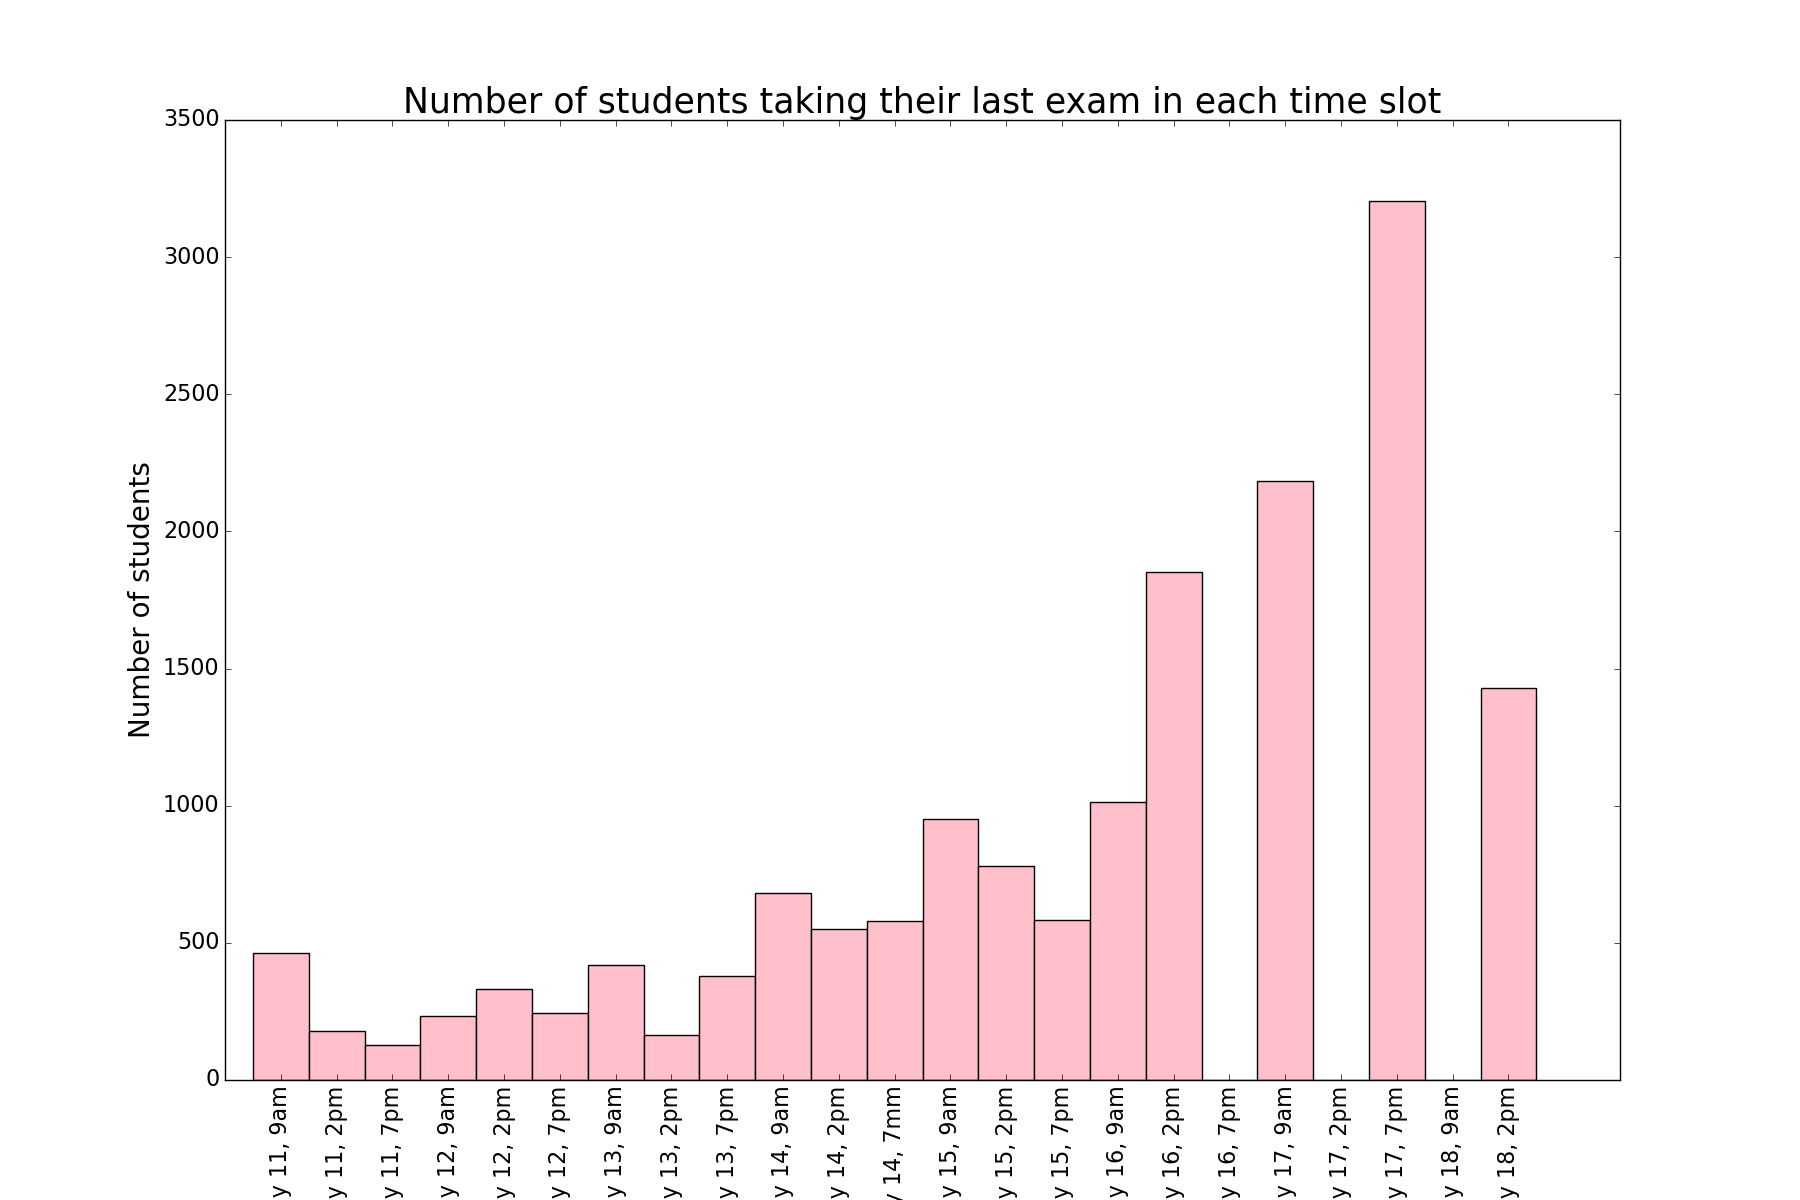 Number of students taking their last exam in each time slot
3500
3000
2500
2000
1500
1000
500
0
Number of students
y 11, 9am
y 11, 2pm
y 11, 7pm
y 12, 9am
y 12, 2pm
y 12, 7pm
y 13, 9am
y 13, 2pm
y 13, 7pm
y 14, 9am
y 14, 2pm
y 14, 7mm
y 15, 9am
y 15, 2pm
y 15, 7pm
y 16, 9am
y 16, 2pm
y 16, 7pm
y 17, 9am
y 17, 2pm
y 17, 7pm
y 18, 9am
y 18, 2pm